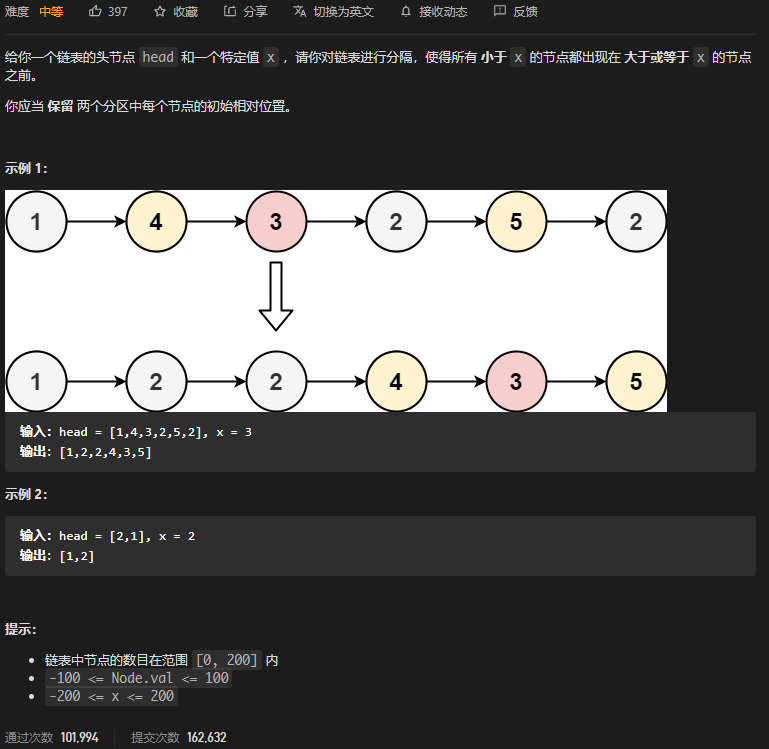 难度 中等 397 收藏 分享 切换为英文 接收动态 反馈
给你一个链表的头节点 head 和一个特定值 x ，请你对链表进行分隔，使得所有 小于 x 的节点都出现在 大于或等于 x 的节点
之前。
你应当 保留 两个分区中每个节点的初始相对位置。
示例 1：
1 4 3 2 5 2
1 2 2 4 3 5
输入：head = [1,4,3,2,5,2], x = 3
输出：[1,2,2,4,3,5]
示例 2：
输入：head = [2,1], x = 2
输出：[1,2]
提示：
链表中节点的数目在范围 [0, 200] 内
-100 <= Node.val <= 100
-200 <= x <= 200
通过次数 101,994 提交次数 162,632